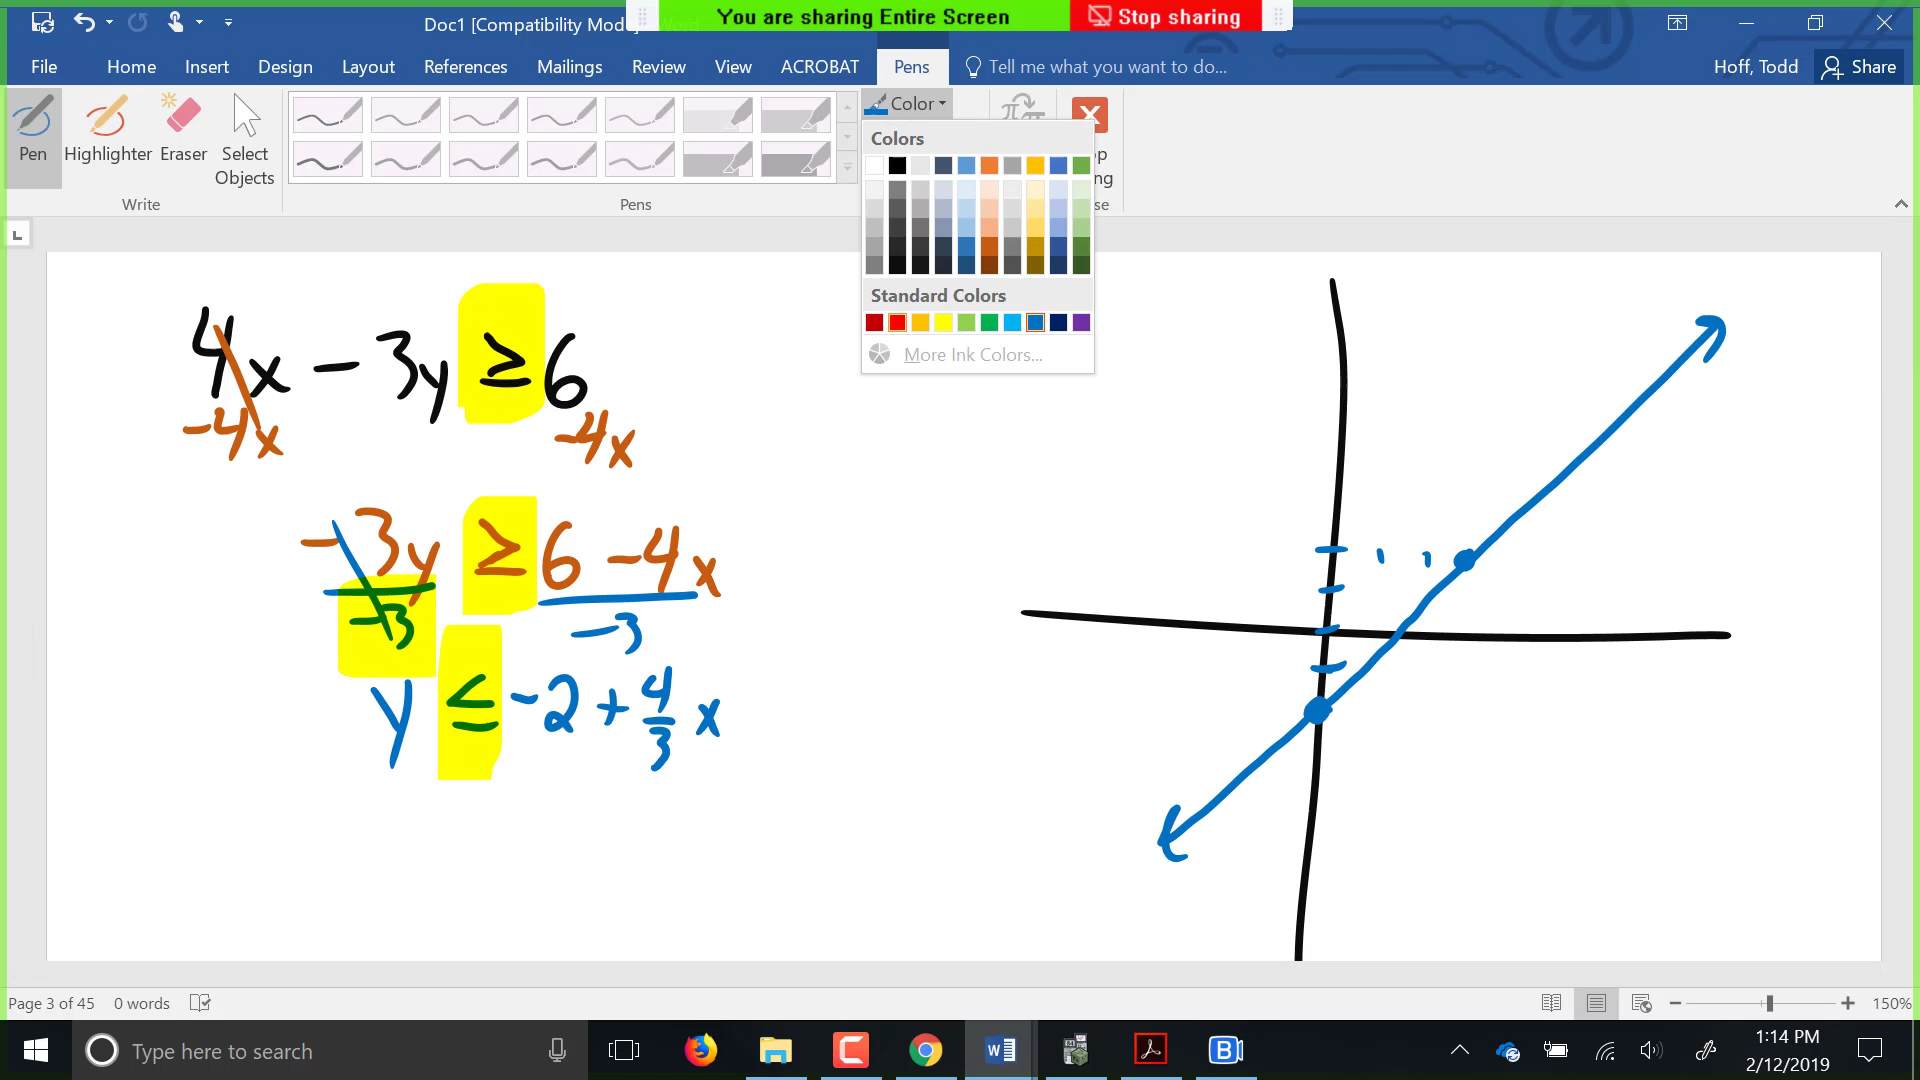 Doc1 [Compatibility Mod
You are sharing Entire Screen
Stop sharing
File Home Insert Design Layout References Mailings Review View ACROBAT Pens Tell me what you want to do... Hoff, Todd Share
Pen Highlighter Eraser Select Objects
Write
Pens
Color
Colors
Standard Colors
More Ink Colors...
4x - 3y ≥ 6
-4x -4x
-3y ≥ 6 -4x
-3 -3
y ≤ -2 + 4/3 x
Page 3 of 45 0 words 150%
Type here to search
1:14 PM
2/12/2019